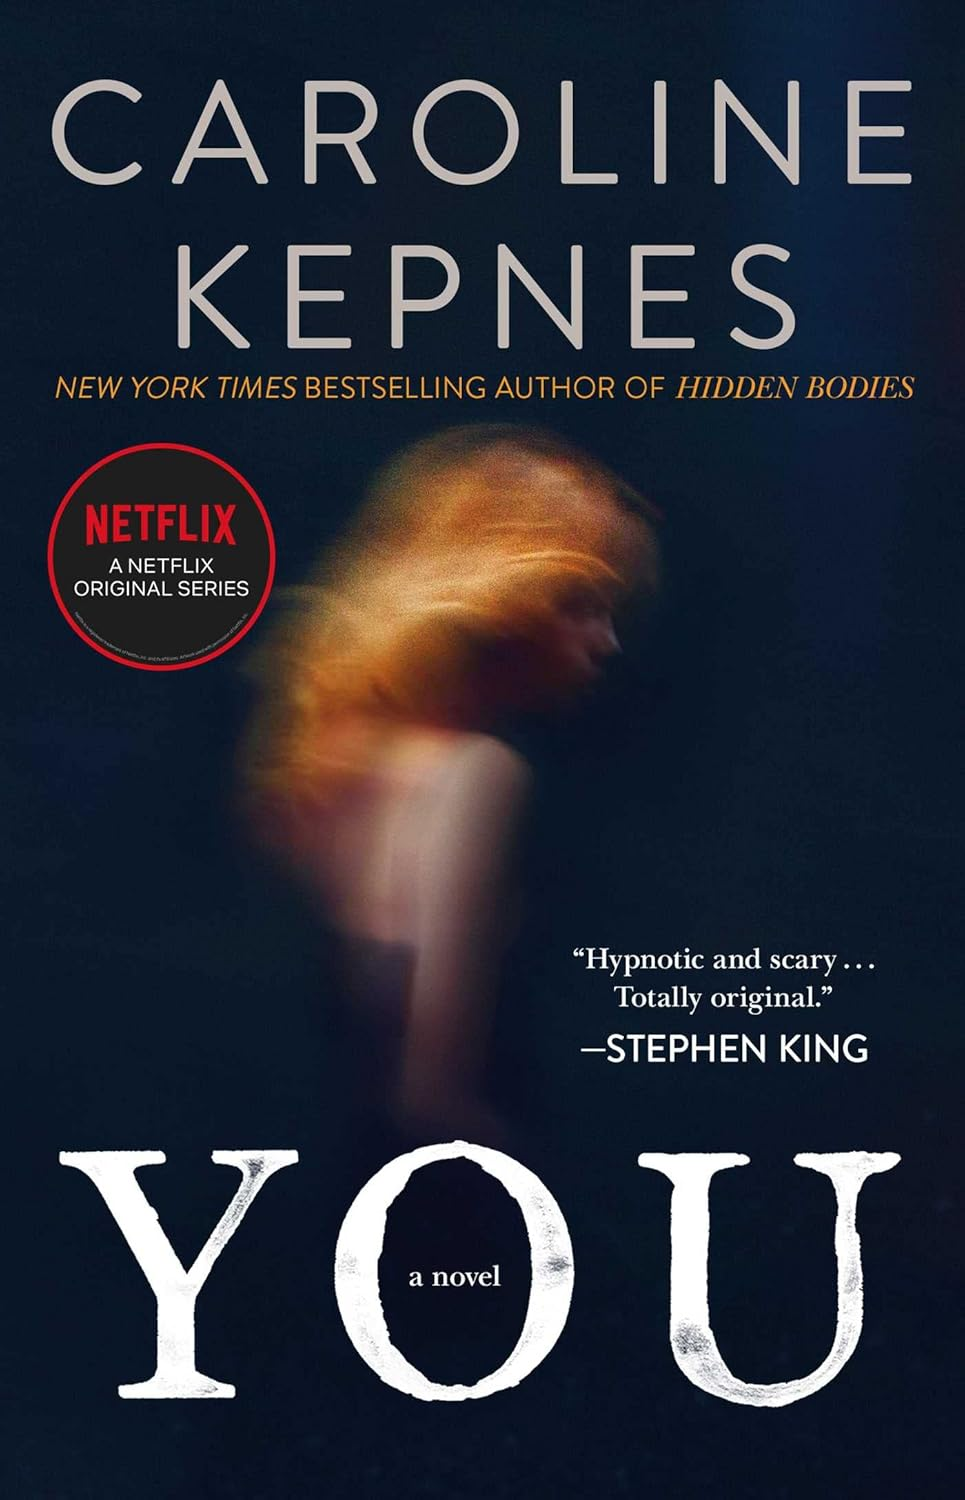 CAROLINE
KEPNES
NEW YORK TIMES BESTSELLING AUTHOR OF HIDDEN BODIES
NETFLIX
A NETFLIX
ORIGINAL SERIES
“Hypnotic and scary . . .
Totally original.”
—STEPHEN KING
YOU
a novel